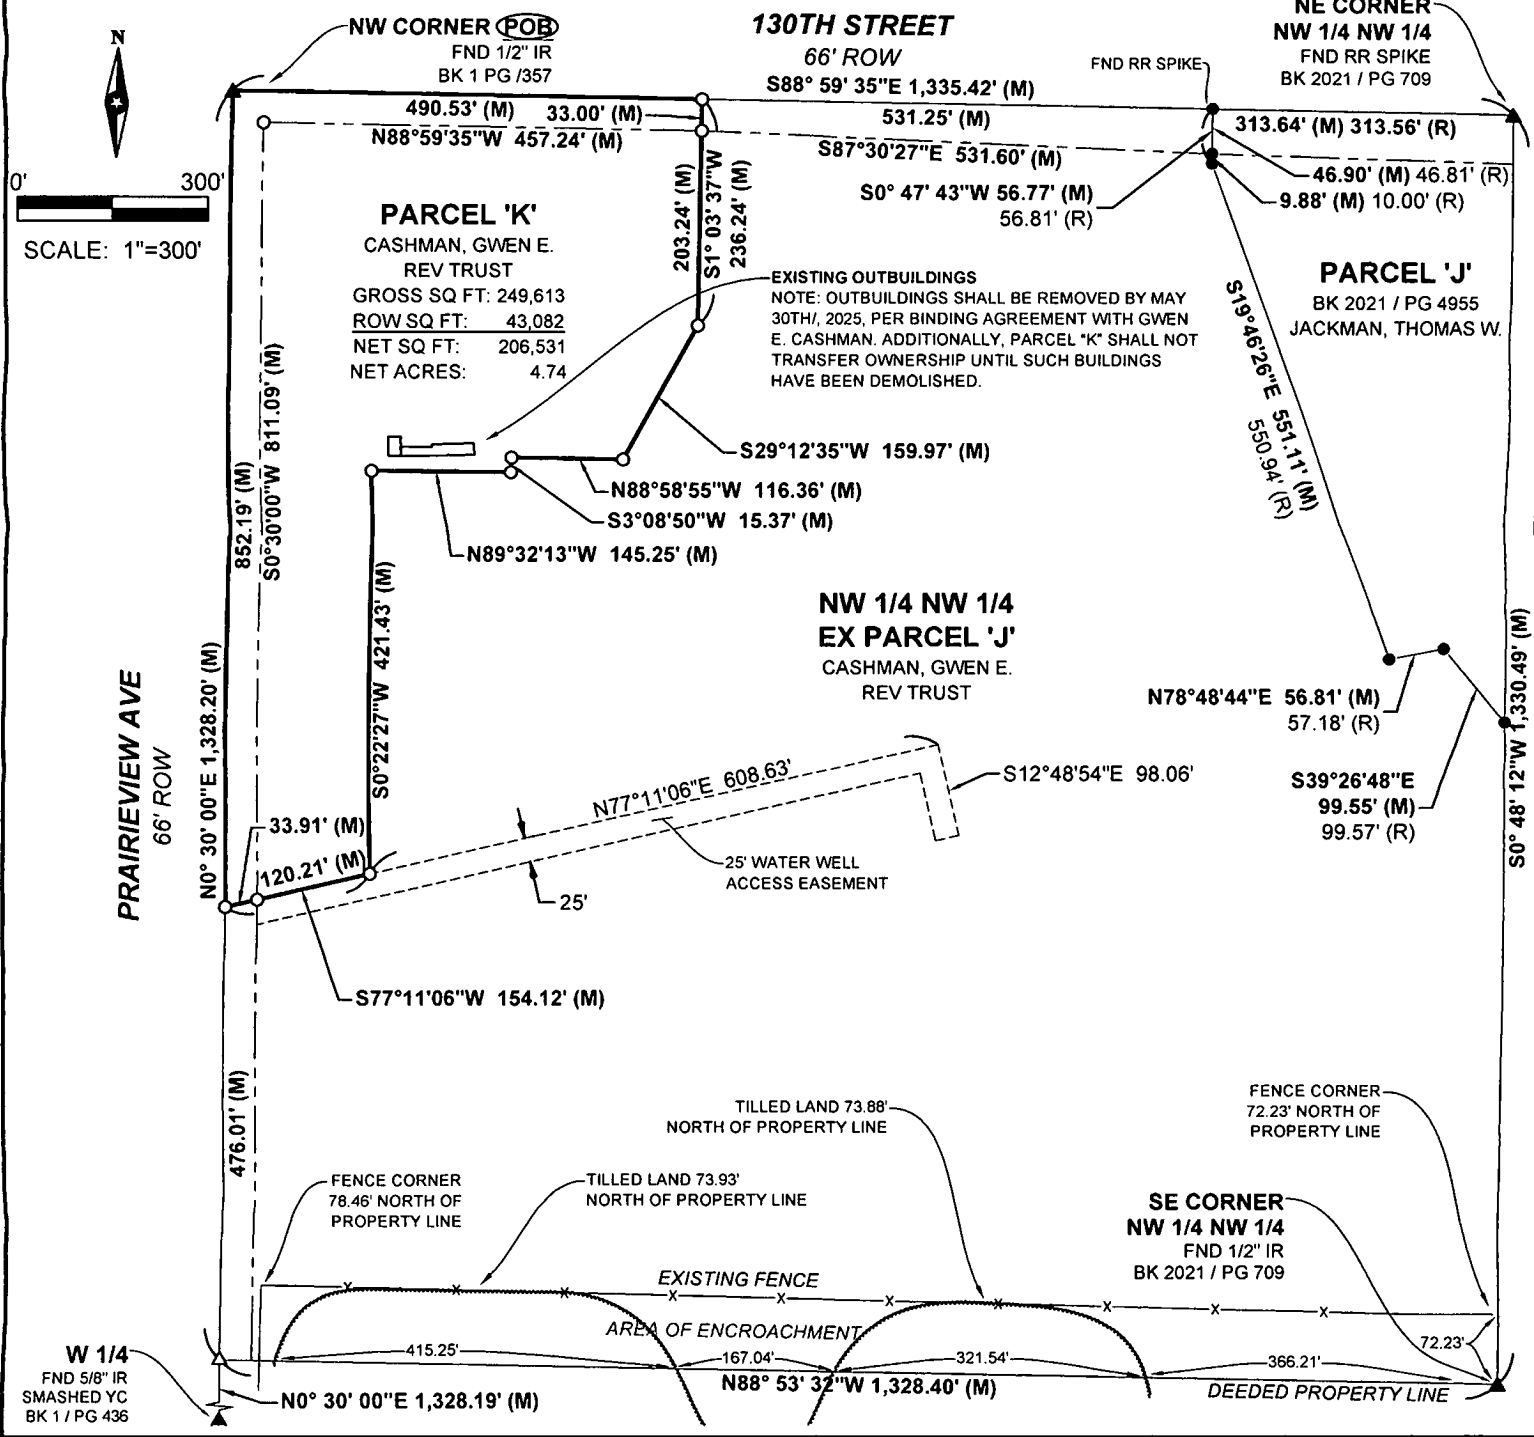 N
0' 300'
SCALE: 1"=300'
NW CORNER POB
FND 1/2" IR
BK 1 PG /357
130TH STREET
66' ROW
S88° 59' 35"E 1,335.42' (M)
FND RR SPIKE
NE CORNER
NW 1/4 NW 1/4
FND RR SPIKE
BK 2021 / PG 709
490.53' (M)
33.00' (M)
531.25' (M)
313.64' (M) 313.56' (R)
N88°59'35"W 457.24' (M)
S87°30'27"E 531.60' (M)
46.90' (M) 46.81' (R)
9.88' (M) 10.00' (R)
S0° 47' 43"W 56.77' (M)
56.81' (R)
203.24' (M)
S1° 03' 37"W
236.24' (M)
PARCEL 'K'
CASHMAN, GWEN E.
REV TRUST
GROSS SQ FT: 249,613
ROW SQ FT: 43,082
NET SQ FT: 206,531
NET ACRES: 4.74
EXISTING OUTBUILDINGS
NOTE: OUTBUILDINGS SHALL BE REMOVED BY MAY
30TH/, 2025, PER BINDING AGREEMENT WITH GWEN
E. CASHMAN. ADDITIONALLY, PARCEL "K" SHALL NOT
TRANSFER OWNERSHIP UNTIL SUCH BUILDINGS
HAVE BEEN DEMOLISHED.
PARCEL 'J'
BK 2021 / PG 4955
JACKMAN, THOMAS W.
S19°46'26"E 551.11' (M)
550.94' (R)
852.19' (M)
S0°30'00"W 811.09' (M)
S29°12'35"W 159.97' (M)
N88°58'55"W 116.36' (M)
S3°08'50"W 15.37' (M)
N89°32'13"W 145.25' (M)
S0°22'27"W 421.43' (M)
NW 1/4 NW 1/4
EX PARCEL 'J'
CASHMAN, GWEN E.
REV TRUST
N78°48'44"E 56.81' (M)
57.18' (R)
S39°26'48"E
99.55' (M)
99.57' (R)
S0° 48' 12"W 1,330.49' (M)
PRAIRIEVIEW AVE
66' ROW
N0° 30' 00"E 1,328.20' (M)
33.91' (M)
120.21' (M)
N77°11'06"E 608.63'
S12°48'54"E 98.06'
25' WATER WELL
ACCESS EASEMENT
25'
S77°11'06"W 154.12' (M)
476.01' (M)
TILLED LAND 73.88'
NORTH OF PROPERTY LINE
FENCE CORNER
72.23' NORTH OF
PROPERTY LINE
FENCE CORNER
78.46' NORTH OF
PROPERTY LINE
TILLED LAND 73.93'
NORTH OF PROPERTY LINE
SE CORNER
NW 1/4 NW 1/4
FND 1/2" IR
BK 2021 / PG 709
EXISTING FENCE
AREA OF ENCROACHMENT
415.25'
167.04'
321.54'
366.21'
72.23'
N88° 53' 32"W 1,328.40' (M)
DEEDED PROPERTY LINE
W 1/4
FND 5/8" IR
SMASHED YC
BK 1 / PG 436
N0° 30' 00"E 1,328.19' (M)